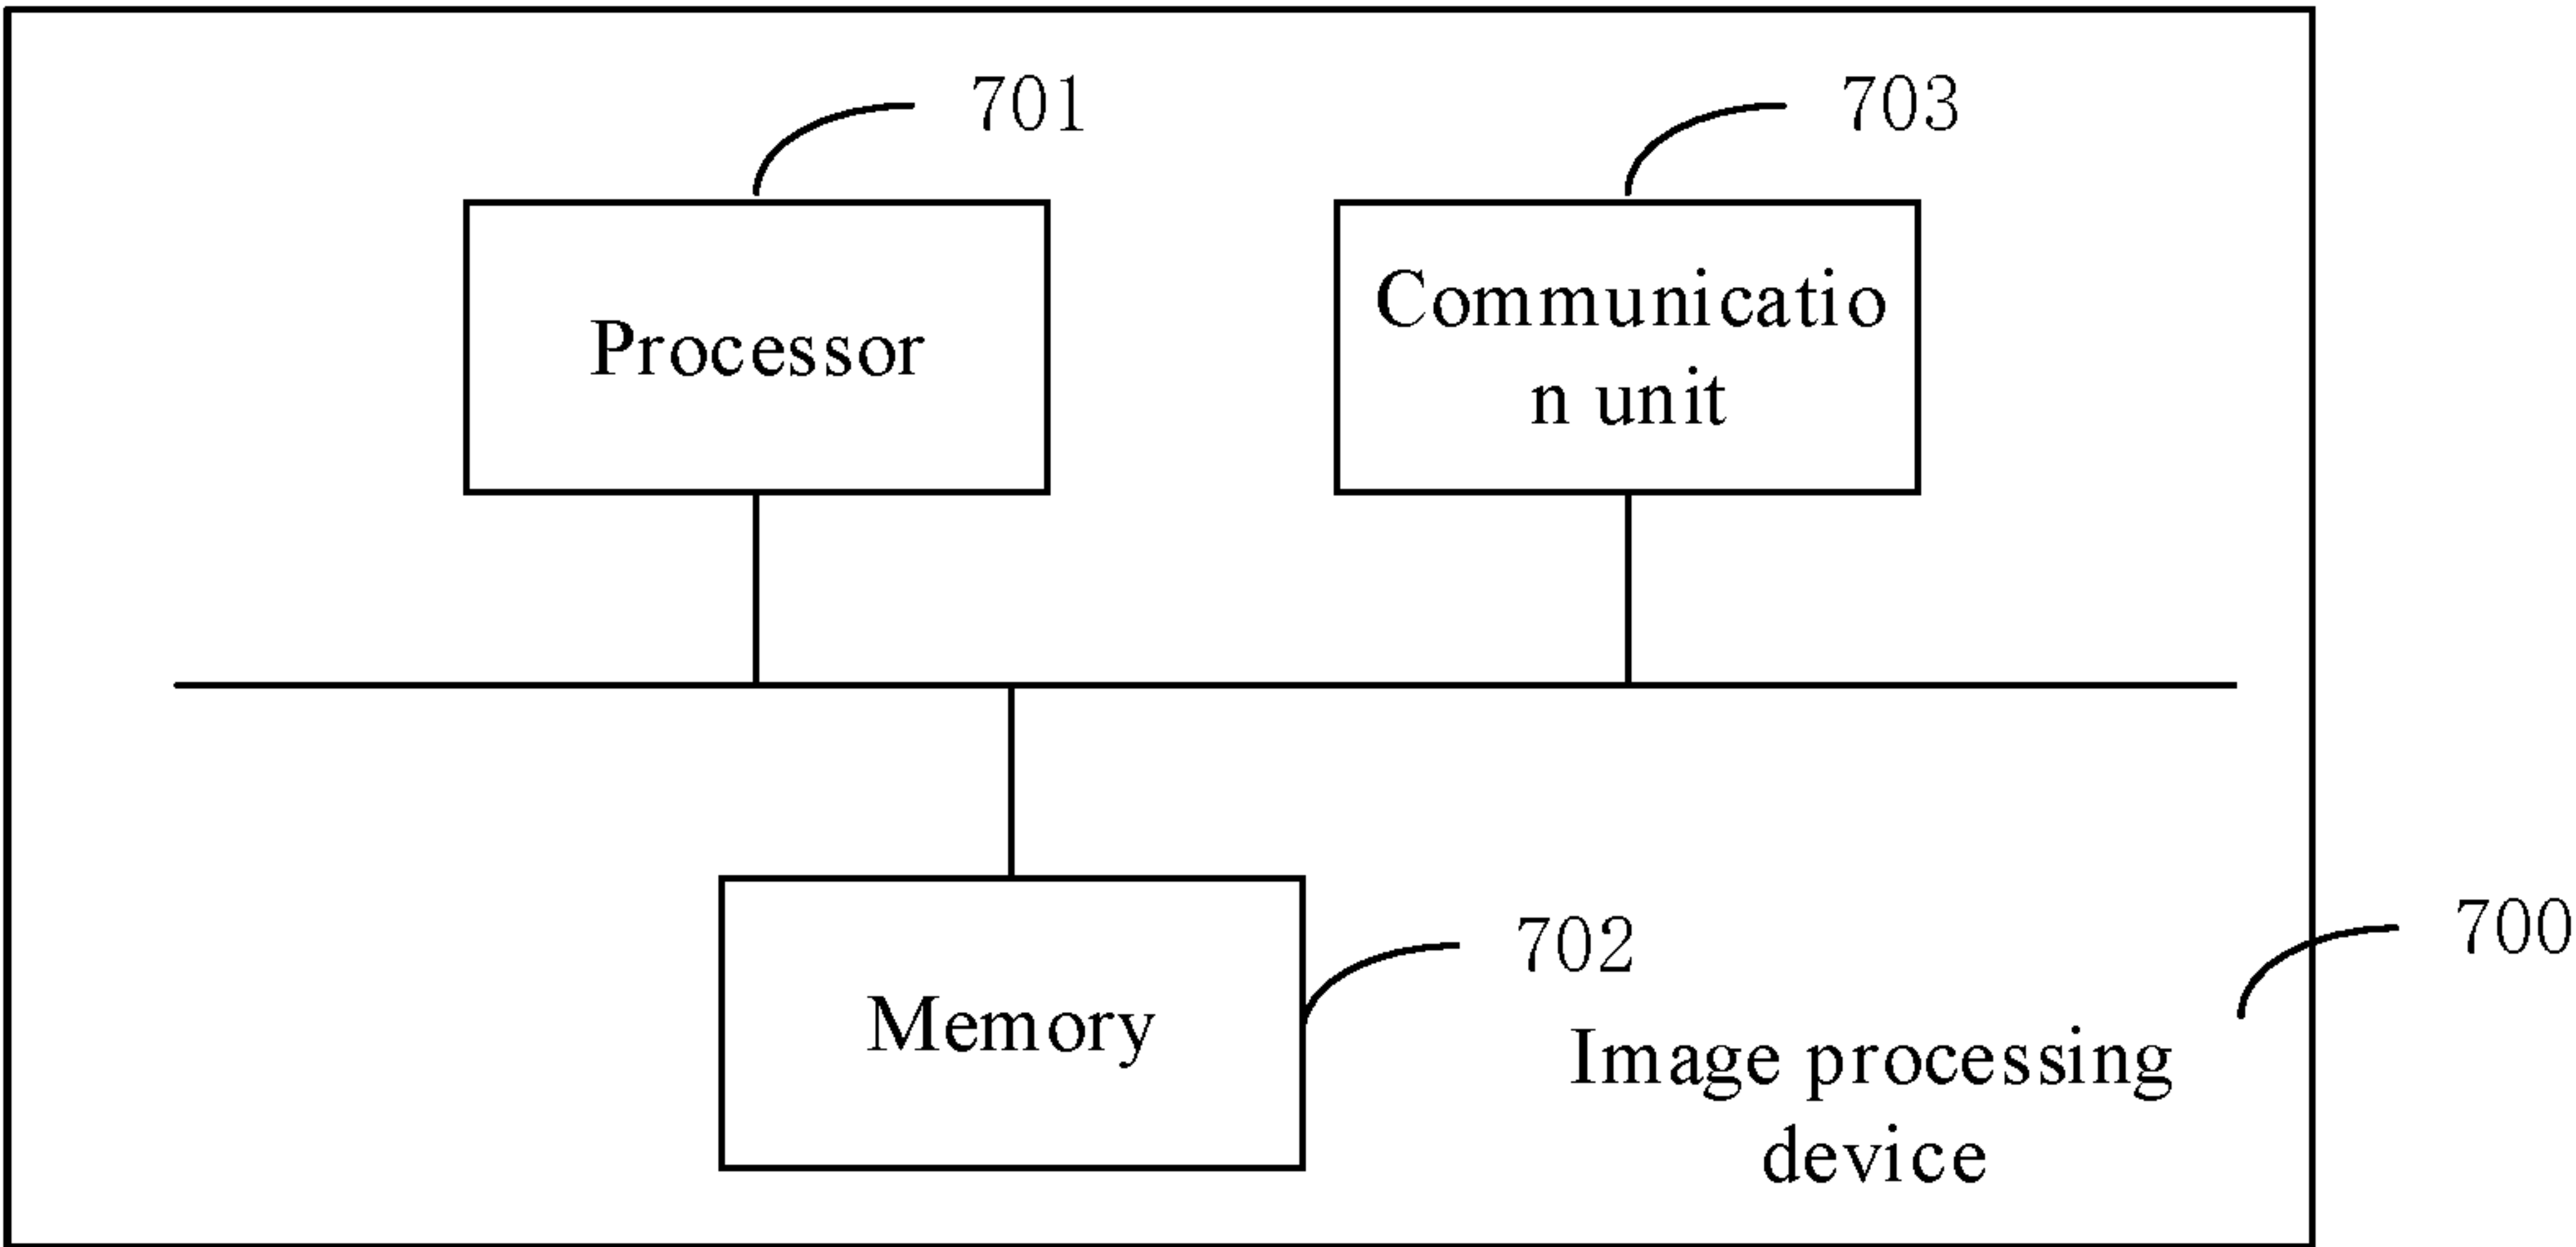 701
703
Processor
Communicatio
n unit
702
700
Memory
Image processing
device